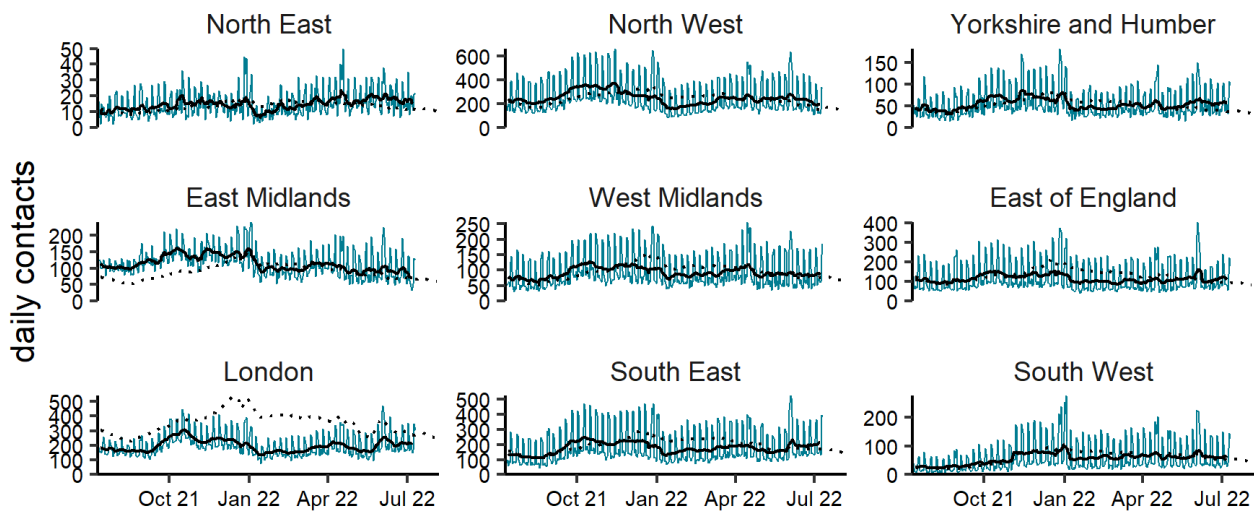 North East North West Yorkshire and Humber
50 600 150
40
30 400 100
20 200 50
10
0 0 0
daily contacts
East Midlands West Midlands East of England
200 250 400
150 200 300
100 150 200
50 100 100
0 50 0
0
London South East South West
500 500 200
400 400
300 300 100
200 200
100 100
0 0 0
Oct 21 Jan 22 Apr 22 Jul 22 Oct 21 Jan 22 Apr 22 Jul 22 Oct 21 Jan 22 Apr 22 Jul 22